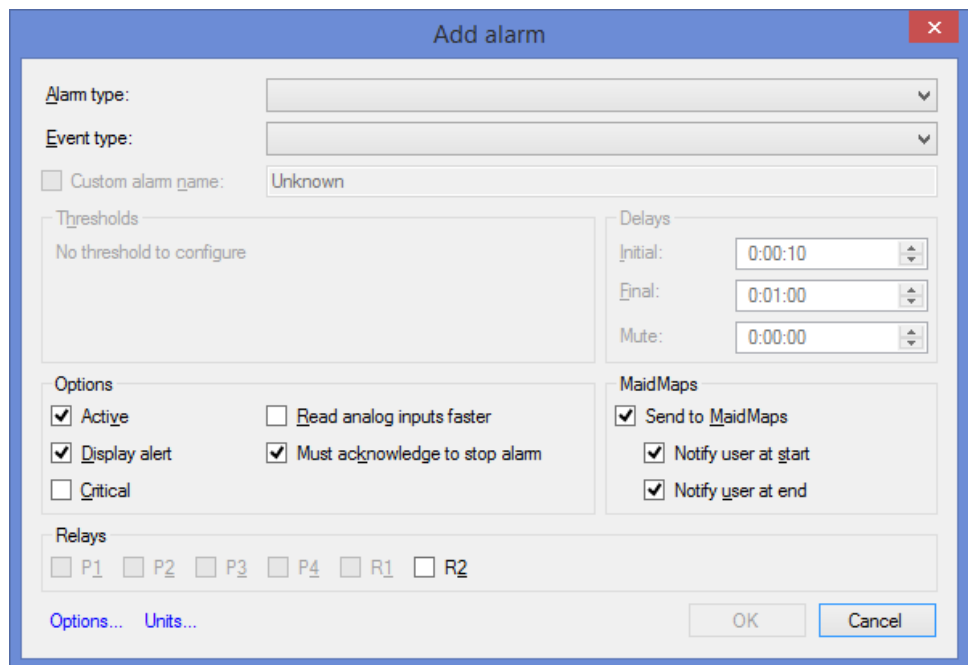 Add alarm
Alarm type:
Event type:
Custom alarm name: Unknown
Thresholds
No threshold to configure
Delays
Initial: 0:00:10
Final: 0:01:00
Mute: 0:00:00
Options
Active Read analog inputs faster
Display alert Must acknowledge to stop alarm
Critical
MaidMaps
Send to MaidMaps
Notify user at start
Notify user at end
Relays
P1 P2 P3 P4 R1 R2
Options... Units... OK Cancel